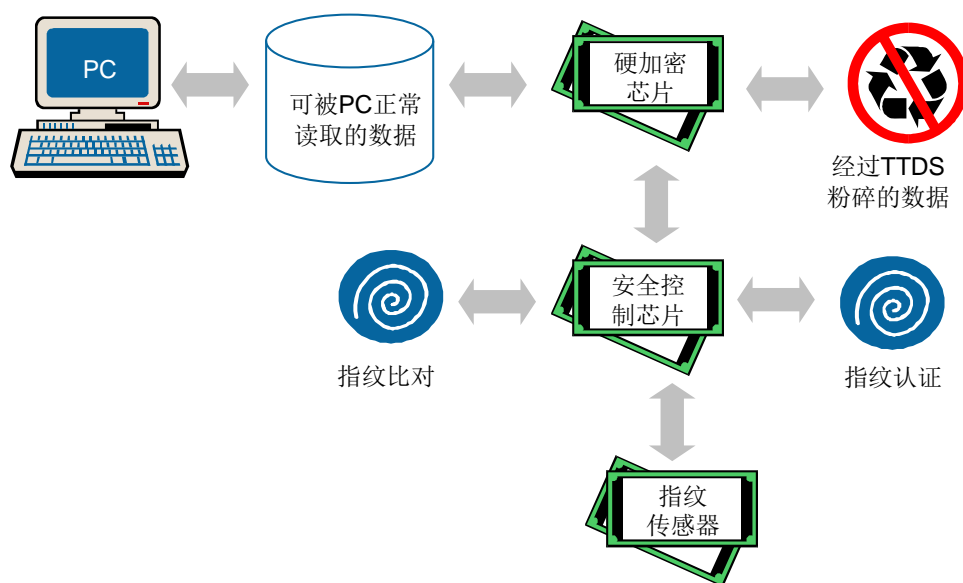 PC
可被PC正常
读取的数据
硬加密
芯片
经过TTDS
粉碎的数据
安全控
制芯片
指纹比对
指纹认证
指纹
传感器